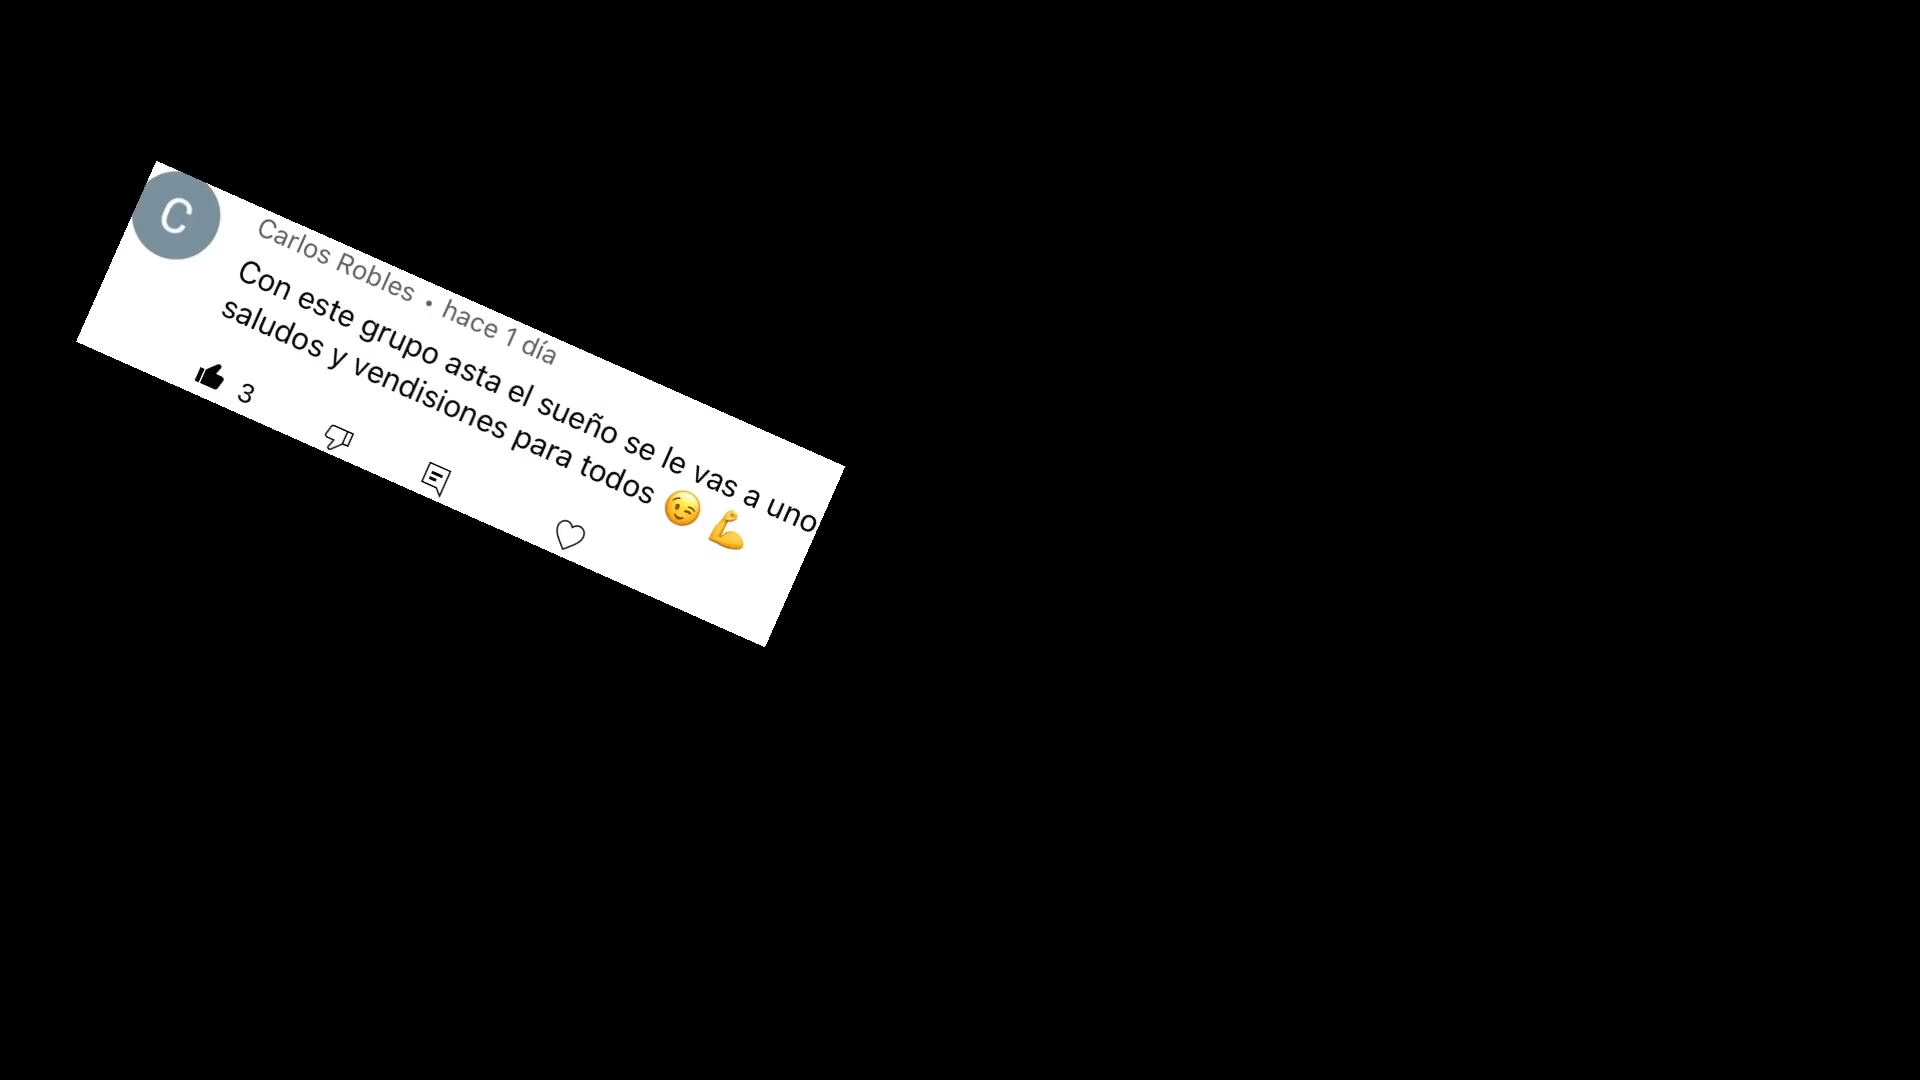 C
Carlos Robles • hace 1 día
Con este grupo asta el sueño se le vas a uno
saludos y vendisiones para todos 😉 💪
3